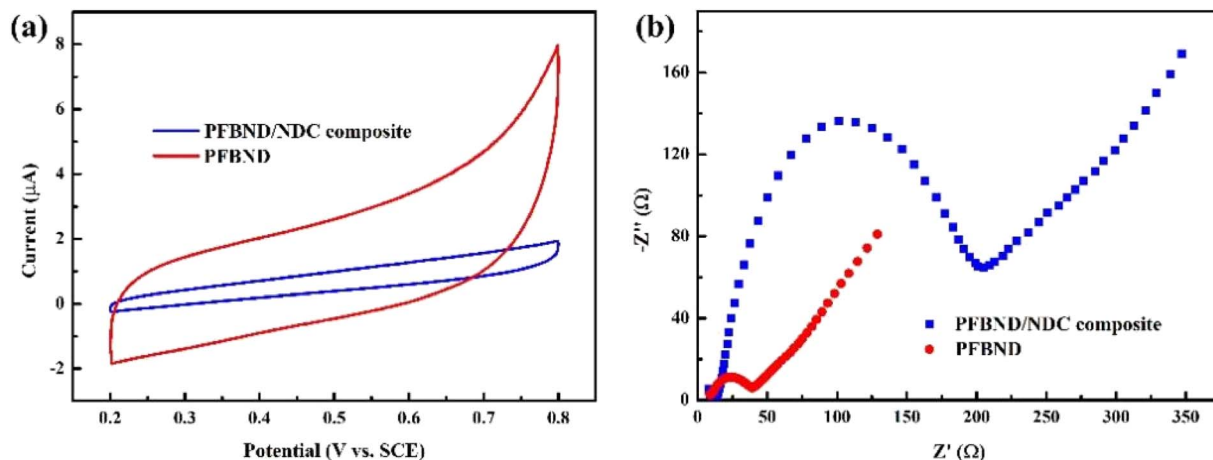 (a)
8
6
4
2
0
-2
Current (μA)
PFBND/NDC composite
PFBND
0.2 0.3 0.4 0.5 0.6 0.7 0.8
Potential (V vs. SCE)
(b)
160
120
80
40
0
-Z'' (Ω)
PFBND/NDC composite
PFBND
0 50 100 150 200 250 300 350
Z' (Ω)